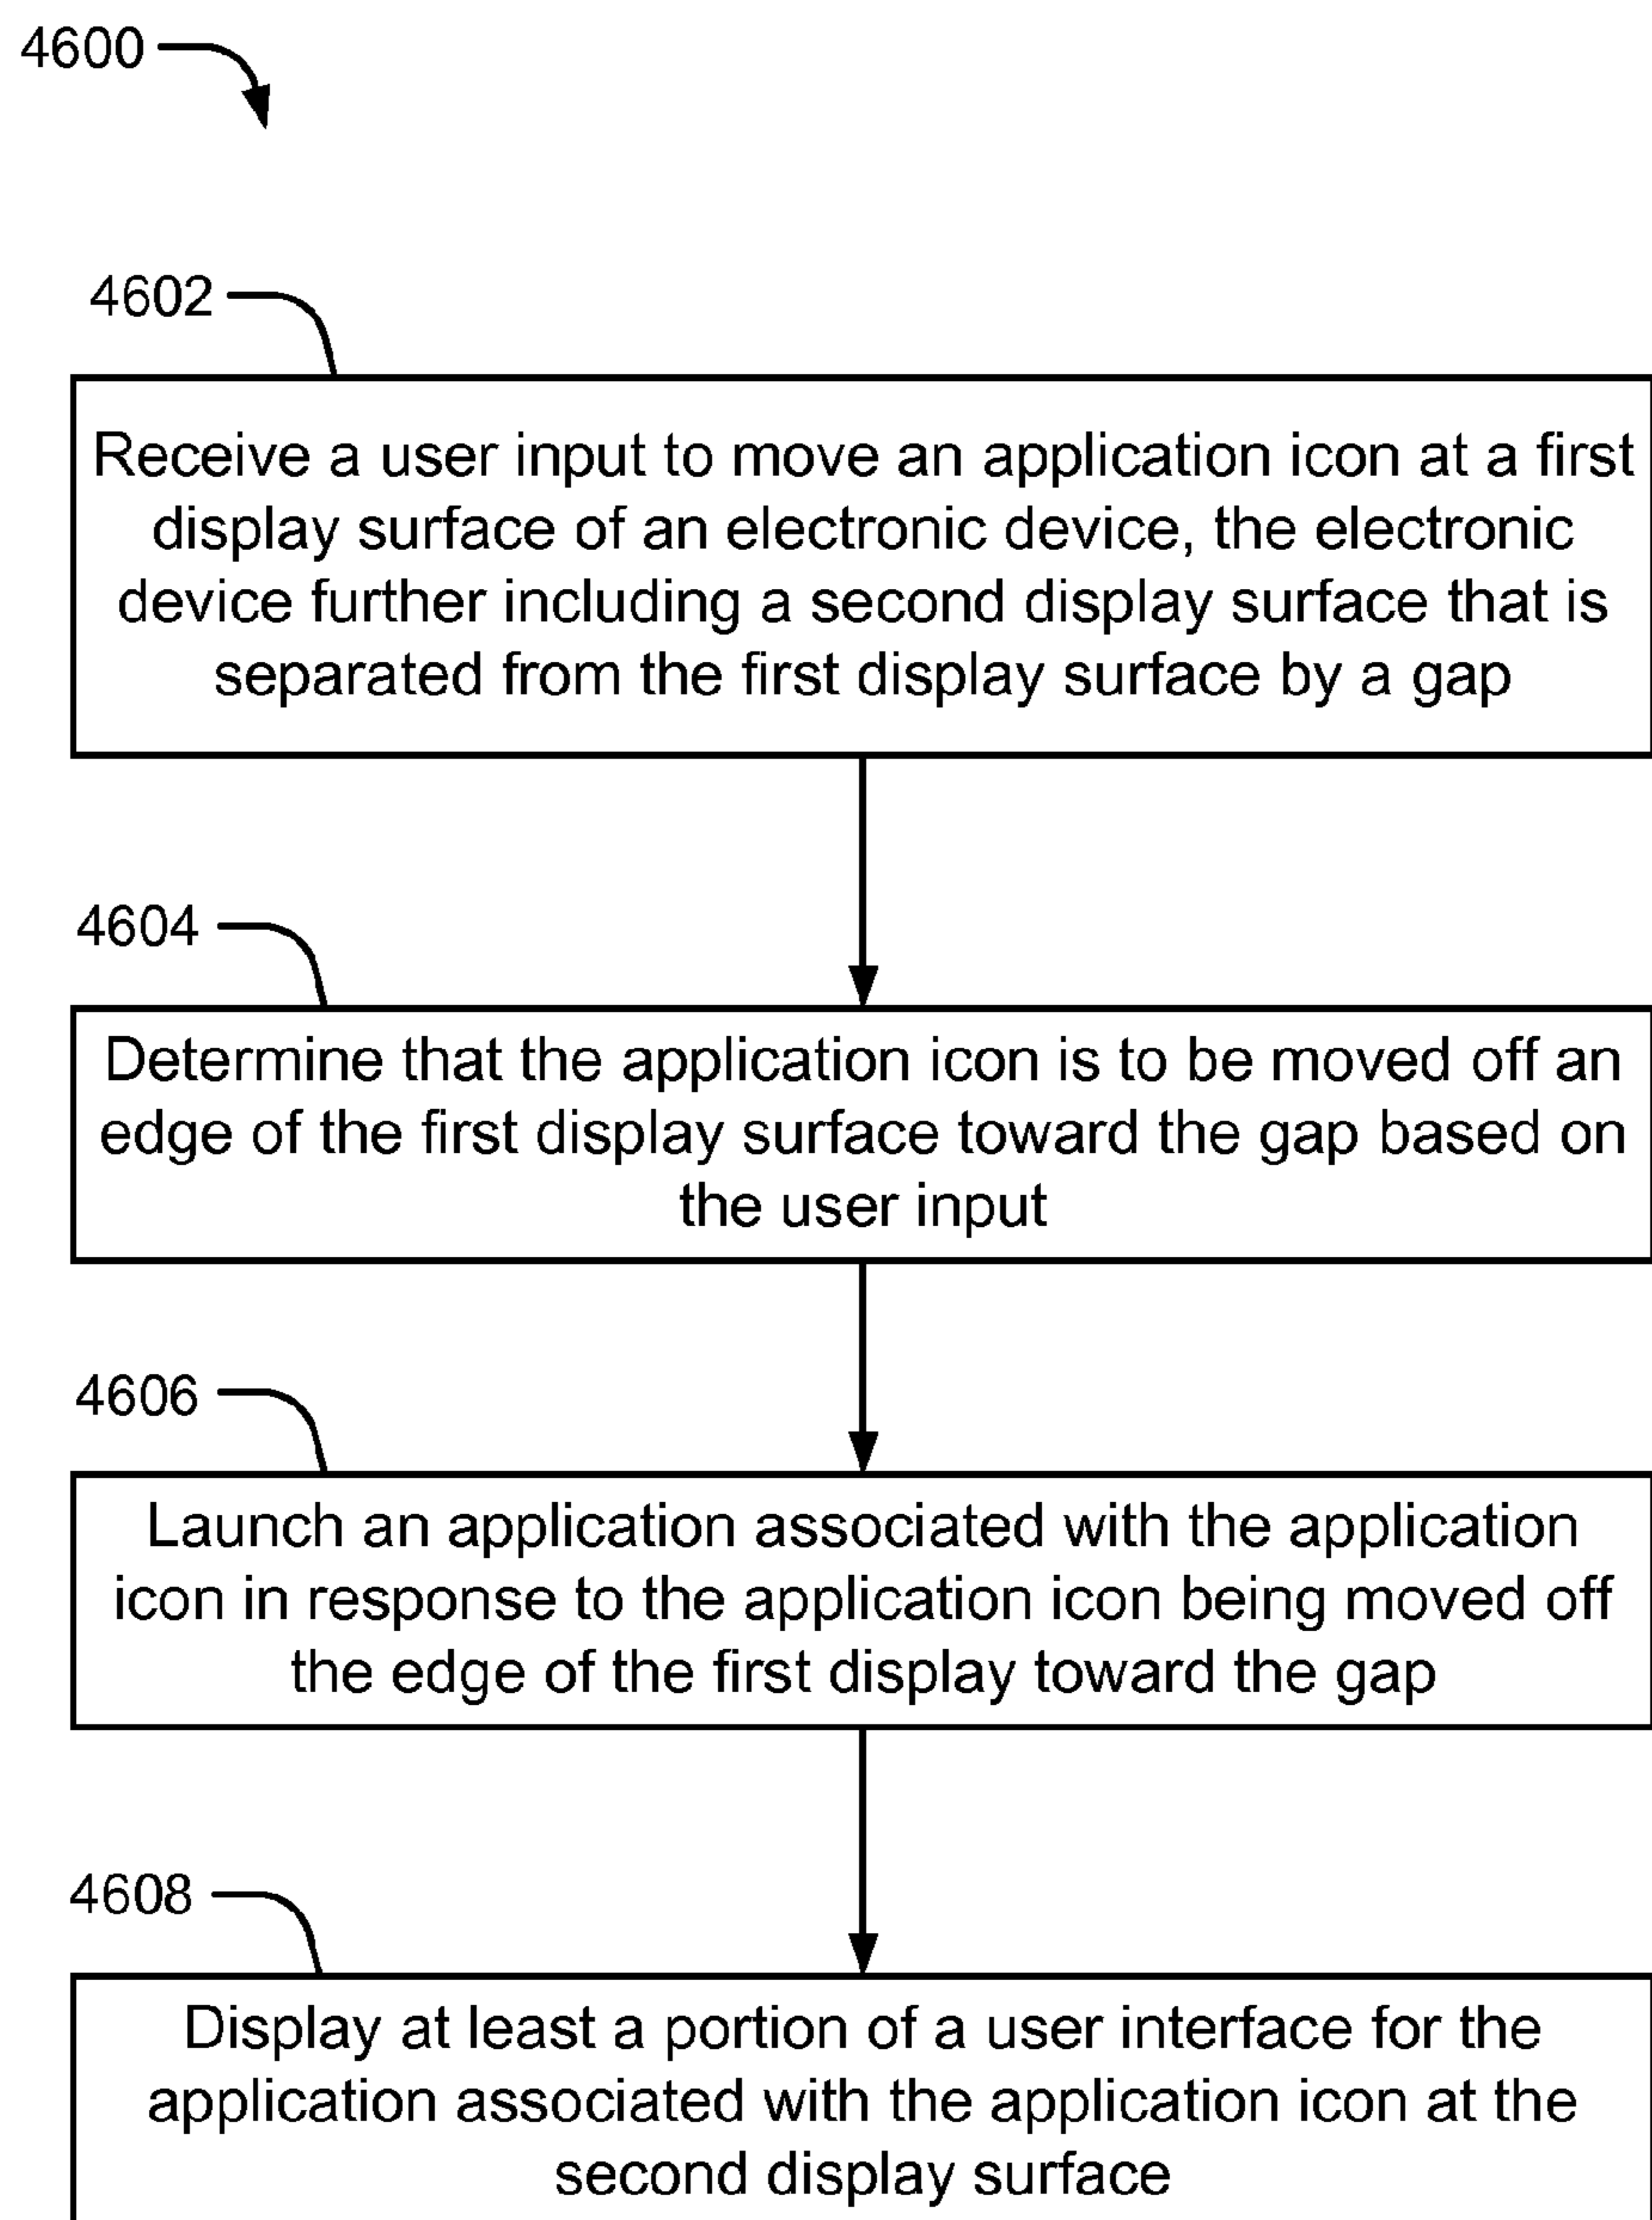 4600
4602
Receive a user input to move an application icon at a first
display surface of an electronic device, the electronic
device further including a second display surface that is
separated from the first display surface by a gap
4604
Determine that the application icon is to be moved off an
edge of the first display surface toward the gap based on
the user input
4606
Launch an application associated with the application
icon in response to the application icon being moved off
the edge of the first display toward the gap
4608
Display at least a portion of a user interface for the
application associated with the application icon at the
second display surface